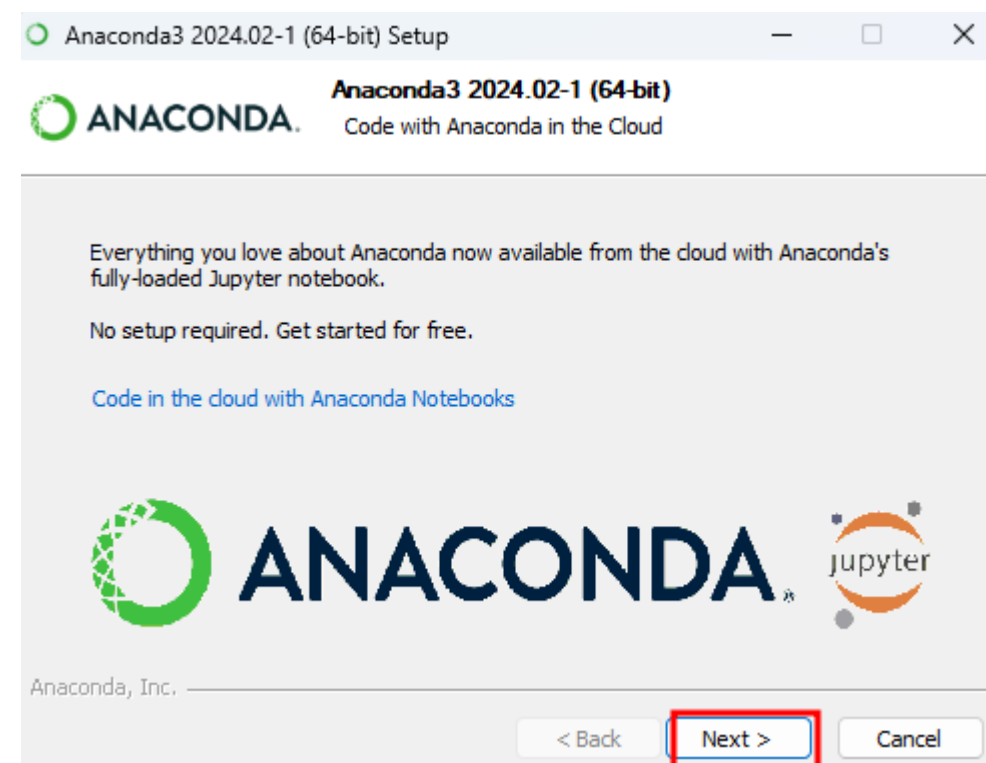 Anaconda3 2024.02-1 (64-bit) Setup
ANACONDA.
Anaconda3 2024.02-1 (64-bit)
Code with Anaconda in the Cloud
Everything you love about Anaconda now available from the cloud with Anaconda's
fully-loaded Jupyter notebook.
No setup required. Get started for free.
Code in the cloud with Anaconda Notebooks
ANACONDA.®
jupyter
Anaconda, Inc.
< Back Next > Cancel